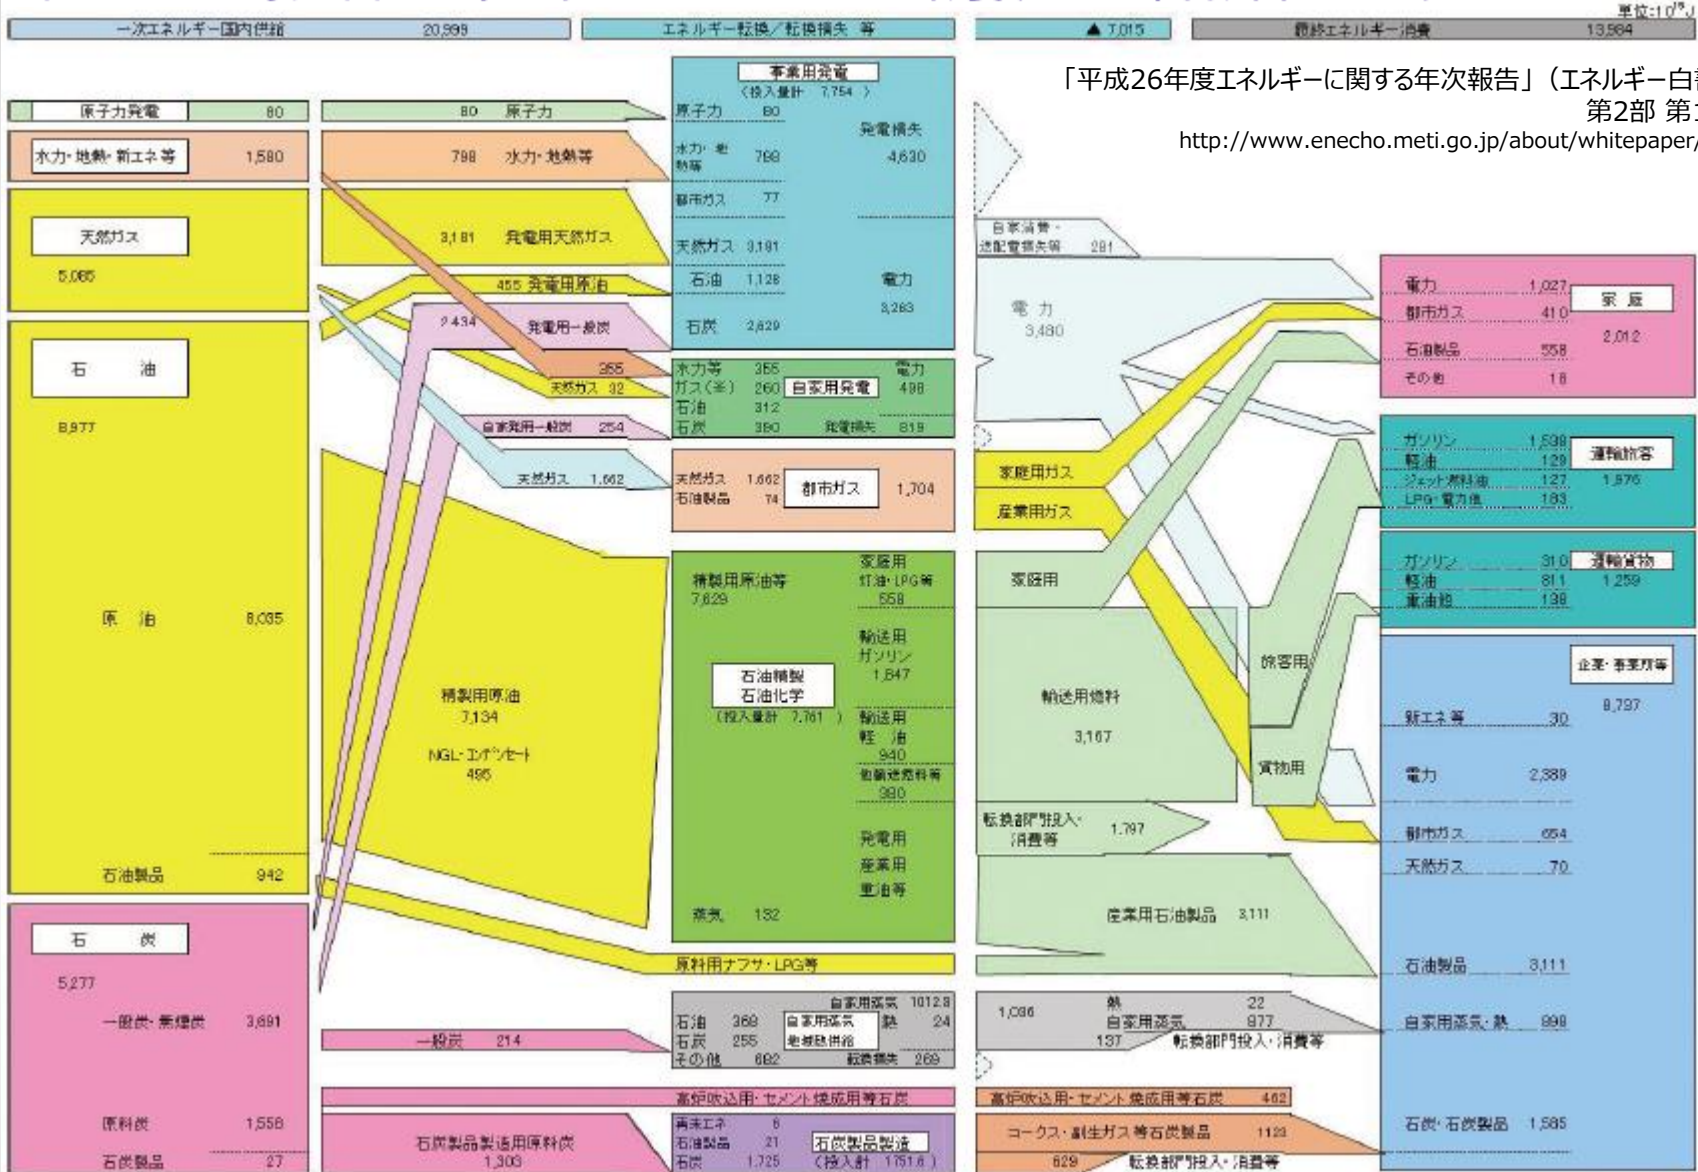 単位:10¹⁵J
一次エネルギー国内供給 20,999
エネルギー転換/転換損失 等 ▲ 7,015
最終エネルギー消費 13,984
「平成26年度エネルギーに関する年次報告」(エネルギー白
第2部 第
http://www.enecho.meti.go.jp/about/whitepaper/
原子力発電 80
水力・地熱・新エネ等 1,580
天然ガス
5,085
石 油
8,977
原 油 8,035
石油製品 942
石 炭
5,277
一般炭・無煙炭 3,691
原料炭 1,558
石炭製品 27
80 原子力
798 水力・地熱等
3,181 発電用天然ガス
455 発電用原油
2,434 発電用一般炭
355
天然ガス 32
自家発用一般炭 254
天然ガス 1,662
精製用原油
7,134
NGL・コンデンセート
495
一般炭 214
石炭製品製造用原料炭
1,303
事業用発電
(投入量計 7,754 )
原子力 80
水力・地
熱等 798
都市ガス 77
天然ガス 3,181
石油 1,128
石炭 2,629
発電損失
4,630
電力
3,263
水力等 355 電力
ガス(※) 260 自家用発電 498
石油 312
石炭 390 発電損失 819
天然ガス 1,662
石油製品 74
都市ガス 1,704
精製用原油等
7,629
石油精製
石油化学
(投入量計 7,761 )
蒸気 132
家庭用
灯油・LPG等
558
輸送用
ガソリン
1,847
輸送用
軽 油
940
他輸送燃料等
380
発電用
産業用
重油等
原料用ナフサ・LPG等
自家用蒸気 1012.8
石油 368 自家用蒸気 熱 24
石炭 255 地域熱供給
その他 682 転換損失 269
高炉吹込用・セメント焼成用等石炭
再未エネ 6
石油製品 21 石炭製品製造
石炭 1,725 (投入計 1751.6 )
自家消費・
送配電損失等 281
電 力
3,480
家庭用ガス
産業用ガス
家庭用
輸送用燃料
3,167
旅客用
貨物用
転換部門投入・
消費等 1,797
産業用石油製品 3,111
1,036 熱 22
自家用蒸気 877
137 転換部門投入・消費等
高炉吹込用・セメント焼成用等石炭 462
コークス・副生ガス等石炭製品 1123
629 転換部門投入・消費等
電力 1,027
都市ガス 410
石油製品 558
その他 18
家 庭
2,012
ガソリン 1,538
軽油 129
ジェット燃料油 127
LPG・電力他 183
運輸旅客
1,976
ガソリン 310
軽油 811
重油他 138
運輸貨物
1,259
企業・事業所等
8,737
新エネ等 30
電力 2,389
都市ガス 654
天然ガス 70
石油製品 3,111
自家用蒸気・熱 898
石炭・石炭製品 1,585